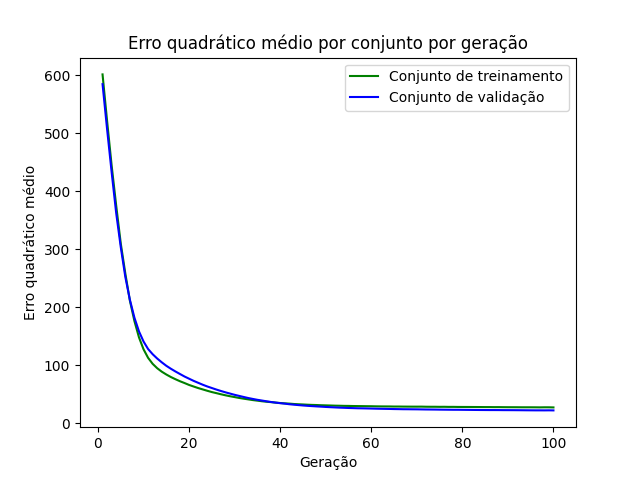 Erro quadrático médio por conjunto por geração
Conjunto de treinamento
Conjunto de validação
Erro quadrático médio
600
500
400
300
200
100
0
0 20 40 60 80 100
Geração